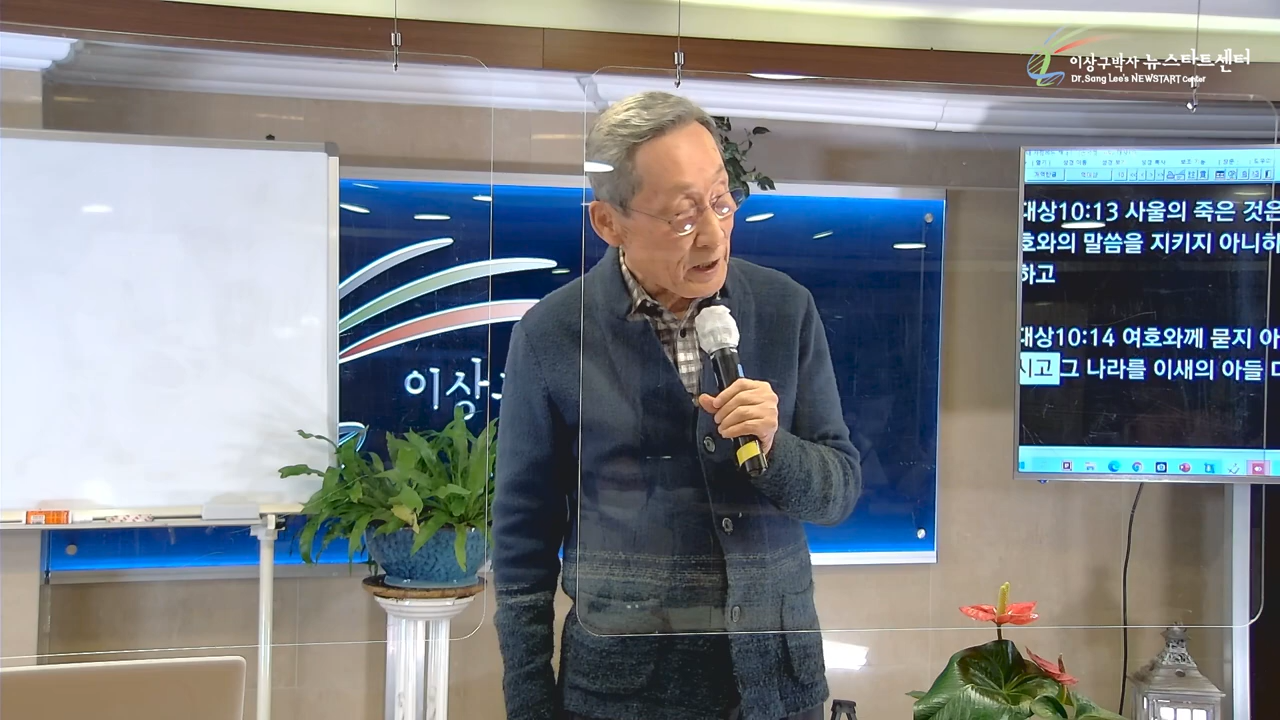 이상구박사 뉴스타트센터
Dr. Sang Lee's NEWSTART Center
이상
대상10:13 사울의 죽은 것은
호와의 말씀을 지키지 아니하
하고
대상10:14 여호와께 묻지 아
시고 그 나라를 이새의 아들 다